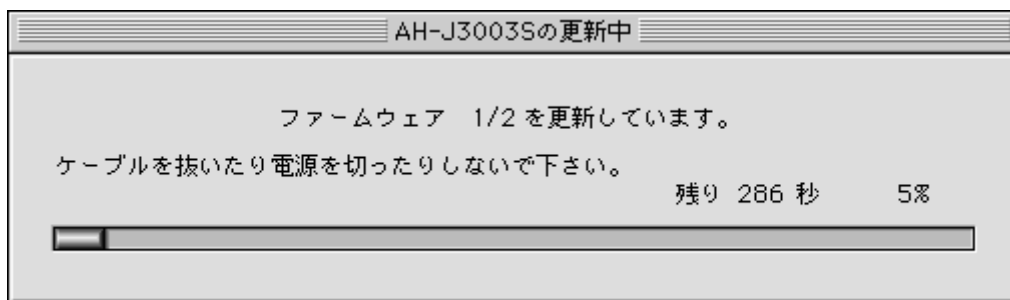 AH-J3003Sの更新中
ファームウェア 1/2 を更新しています。
ケーブルを抜いたり電源を切ったりしないで下さい。
残り 286 秒 5%